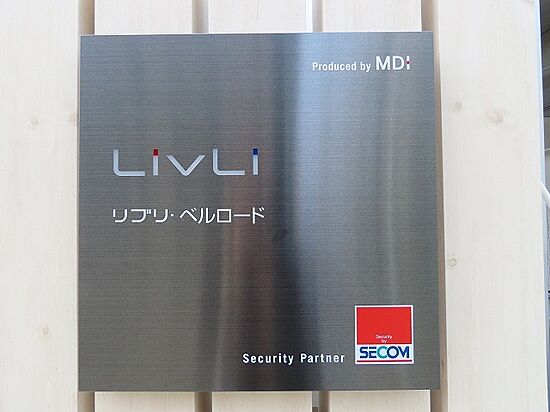 Produced by MDI
LivLi
リブリ・ベルロード
Security Partner
Security
by
SECOM